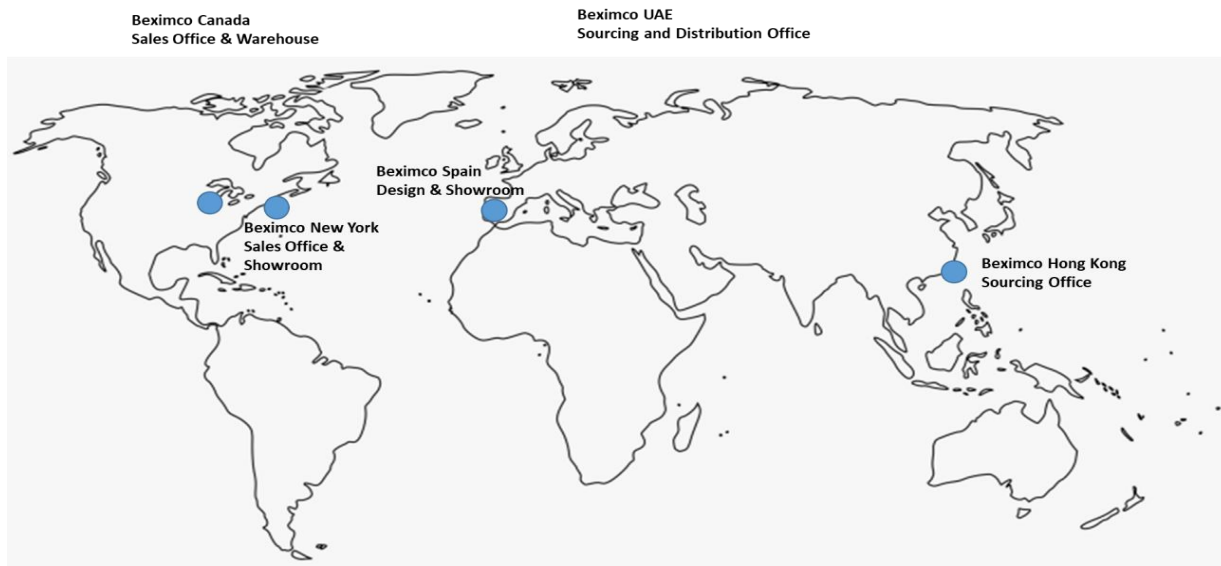 Beximco Canada
Sales Office & Warehouse
Beximco UAE
Sourcing and Distribution Office
Beximco Spain
Design & Showroom
Beximco New York
Sales Office &
Showroom
Beximco Hong Kong
Sourcing Office